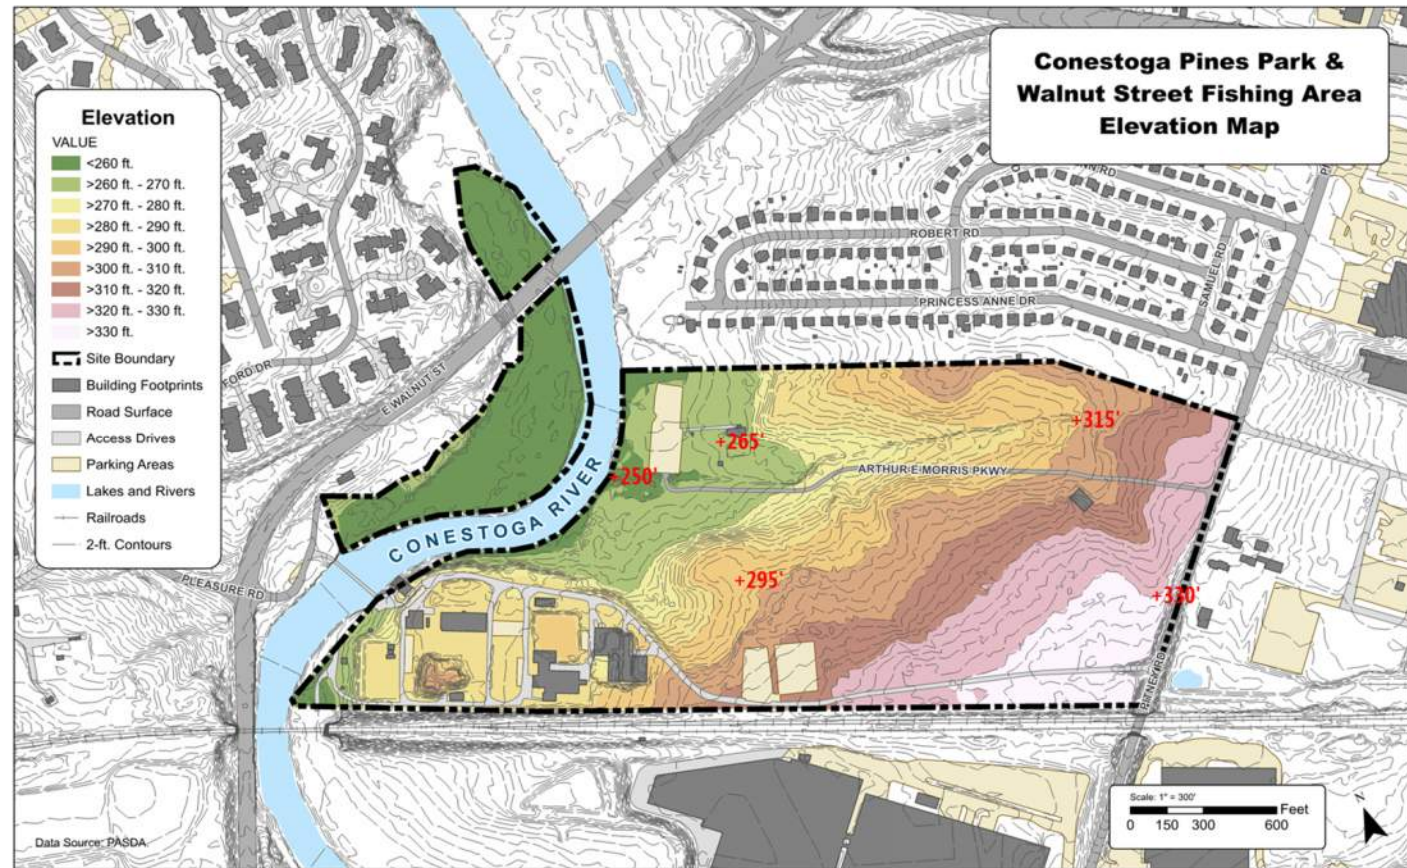 Conestoga Pines Park &
Walnut Street Fishing Area
Elevation Map
Elevation
VALUE
<260 ft.
>260 ft. - 270 ft.
>270 ft. - 280 ft.
>280 ft. - 290 ft.
>290 ft. - 300 ft.
>300 ft. - 310 ft.
>310 ft. - 320 ft.
>320 ft. - 330 ft.
>330 ft.
Site Boundary
Building Footprints
Road Surface
Access Drives
Parking Areas
Lakes and Rivers
Railroads
2-ft. Contours
FORD DR
E WALNUT ST
PLEASURE RD
CONESTOGA RIVER
ROBERT RD
PRINCESS ANNE DR
SAMUEL RD
ARTHUR E MORRIS PKWY
+315'
+265'
+250'
+295'
+330'
Scale: 1" = 300'
Feet
0 150 300 600
N
Data Source: PASDA